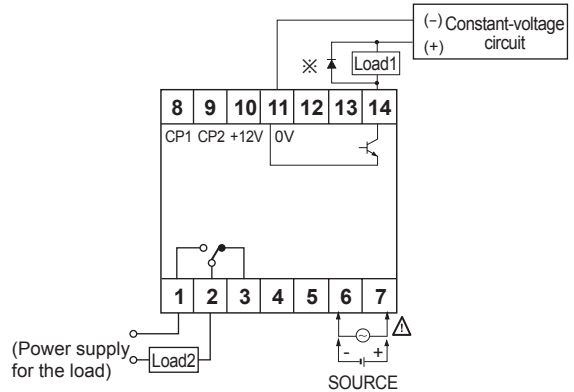 (−) Constant-voltage
(+) circuit
※ Load1
8 9 10 11 12 13 14
CP1 CP2 +12V 0V
1 2 3 4 5 6 7
(Power supply
for the load)
Load2
- +
SOURCE